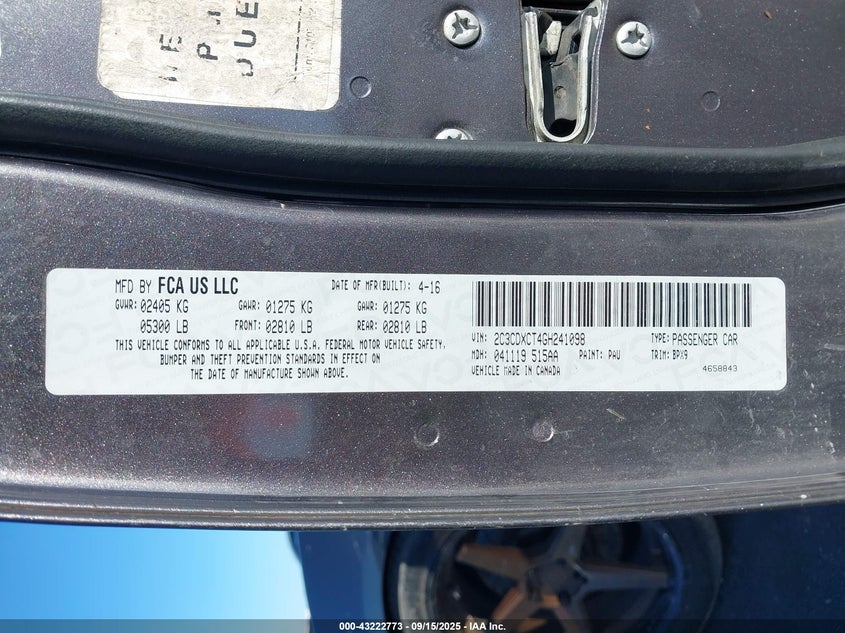 MFD BY FCA US LLC
DATE OF MFR(BUILT): 4-16
GVWR: 02405 KG GAWR: 01275 KG GAWR: 01275 KG
05300 LB FRONT: 02810 LB REAR: 02810 LB
THIS VEHICLE CONFORMS TO ALL APPLICABLE U.S.A. FEDERAL MOTOR VEHICLE SAFETY,
BUMPER AND THEFT PREVENTION STANDARDS IN EFFECT ON
THE DATE OF MANUFACTURE SHOWN ABOVE.
VIN: 2C3CDXCT4GH241098 TYPE: PASSENGER CAR
MDH: 041119 515AA PAINT: PAU TRIM: BPX9
VEHICLE MADE IN CANADA 4658843
000-43222773 - 09/15/2025 - IAA Inc.